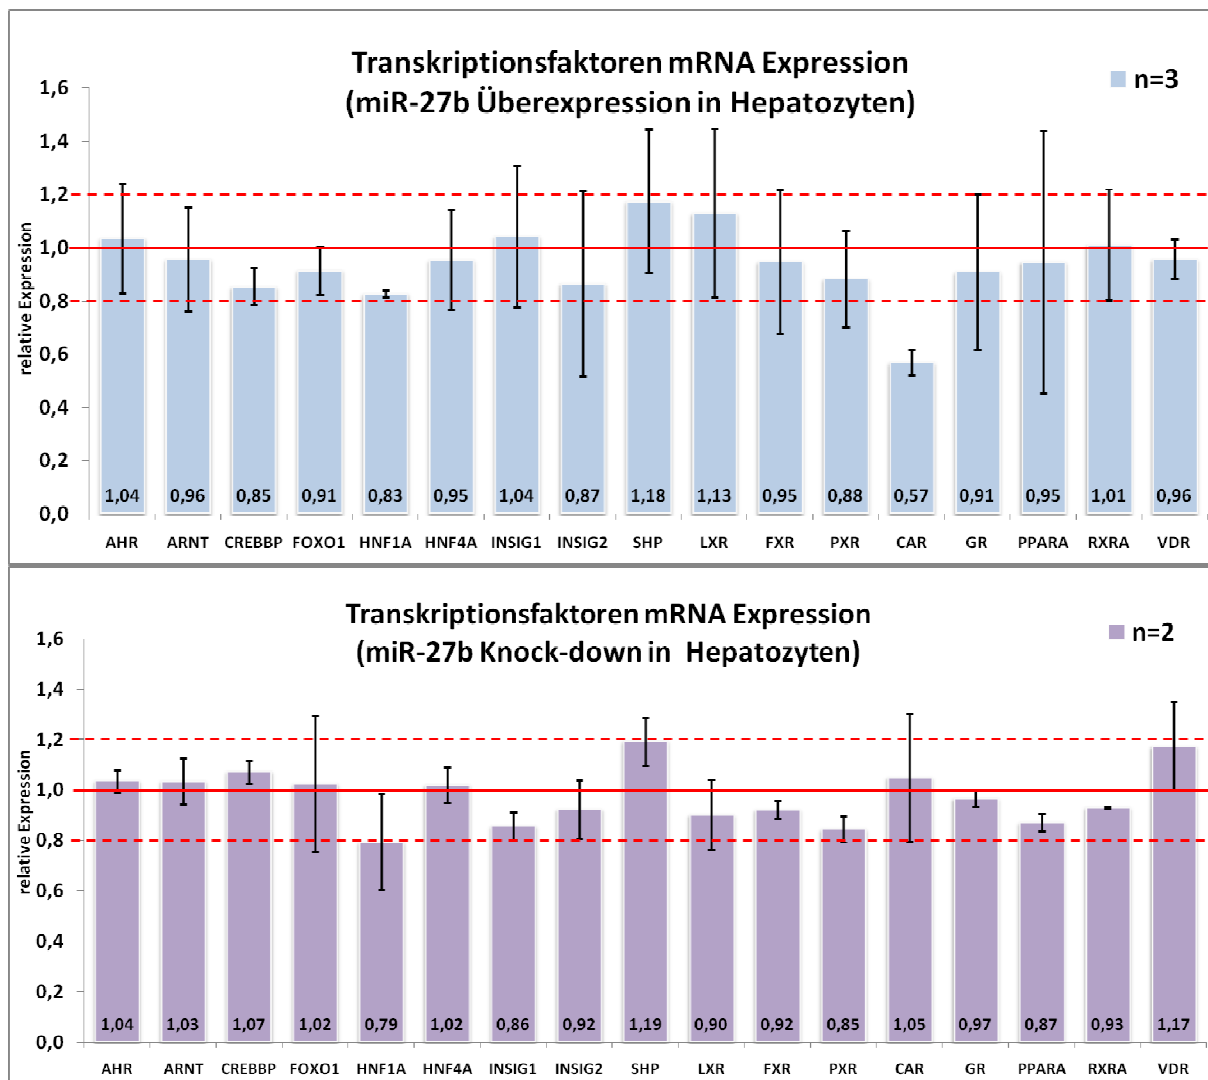 Transkriptionsfaktoren mRNA Expression
(miR-27b Überexpression in Hepatozyten)
n=3
relative Expression
1,6
1,4
1,2
1,0
0,8
0,6
0,4
0,2
0,0
1,04 0,96 0,85 0,91 0,83 0,95 1,04 0,87 1,18 1,13 0,95 0,88 0,57 0,91 0,95 1,01 0,96
AHR ARNT CREBBP FOXO1 HNF1A HNF4A INSIG1 INSIG2 SHP LXR FXR PXR CAR GR PPARA RXRA VDR
Transkriptionsfaktoren mRNA Expression
(miR-27b Knock-down in Hepatozyten)
n=2
relative Expression
1,6
1,4
1,2
1,0
0,8
0,6
0,4
0,2
0,0
1,04 1,03 1,07 1,02 0,79 1,02 0,86 0,92 1,19 0,90 0,92 0,85 1,05 0,97 0,87 0,93 1,17
AHR ARNT CREBBP FOXO1 HNF1A HNF4A INSIG1 INSIG2 SHP LXR FXR PXR CAR GR PPARA RXRA VDR